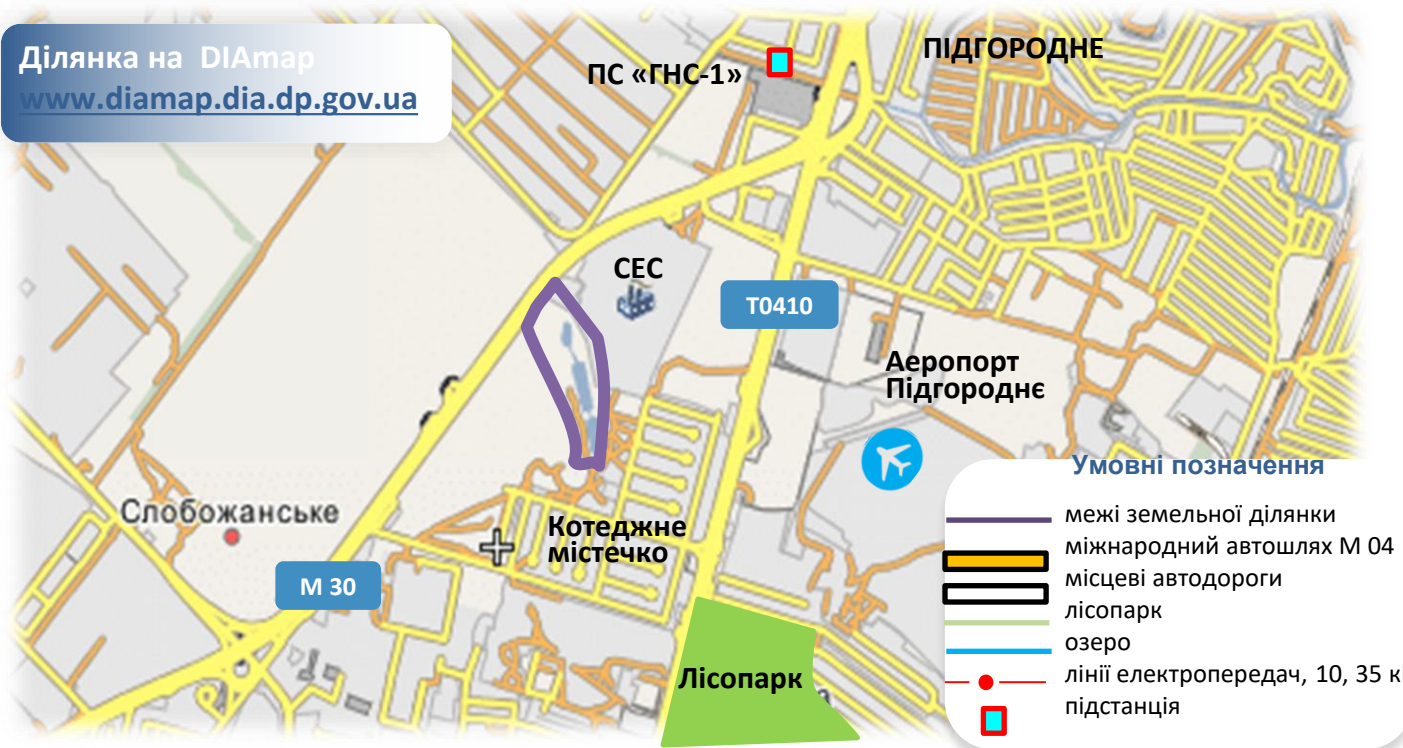 Ділянка на DIAmap
www.diamap.dia.dp.gov.ua
ПС «ГНС-1»
ПІДГОРОДНЕ
СЕС
Т0410
Аеропорт
Підгороднє
Слобожанське
Котеджне
містечко
М 30
Лісопарк
Умовні позначення
межі земельної ділянки
міжнародний автошлях М 04
місцеві автодороги
лісопарк
озеро
лінії електропередач, 10, 35 к
підстанція